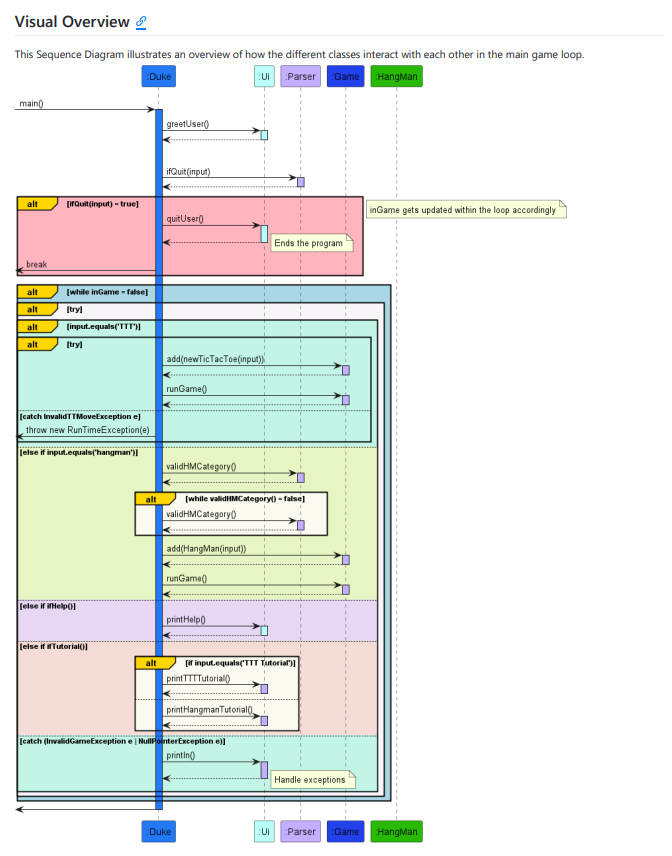 Visual Overview
This Sequence Diagram illustrates an overview of how the different classes interact with each other in the main game loop.
:Duke :Ui :Parser :Game :HangMan
main()
greetUser()
ifQuit(input)
alt [ifQuit(input) = true]
inGame gets updated within the loop accordingly
quitUser()
Ends the program
break
alt [while inGame = false]
alt [try]
alt [input.equals('TTT')]
alt [try]
add(newTicTacToe(input))
runGame()
[catch InvalidTTMoveException e]
throw new RunTimeException(e)
[else if input.equals('hangman')]
validHMCategory()
alt [while validHMCategory() = false]
validHMCategory()
add(HangMan(input))
runGame()
[else if ifHelp()]
printHelp()
[else if ifTutorial()]
alt [if input.equals('TTT Tutorial')]
printTTTTutorial()
printHangmanTutorial()
[catch (InvalidGameException e | NullPointerException e)]
println()
Handle exceptions
:Duke :Ui :Parser :Game :HangMan